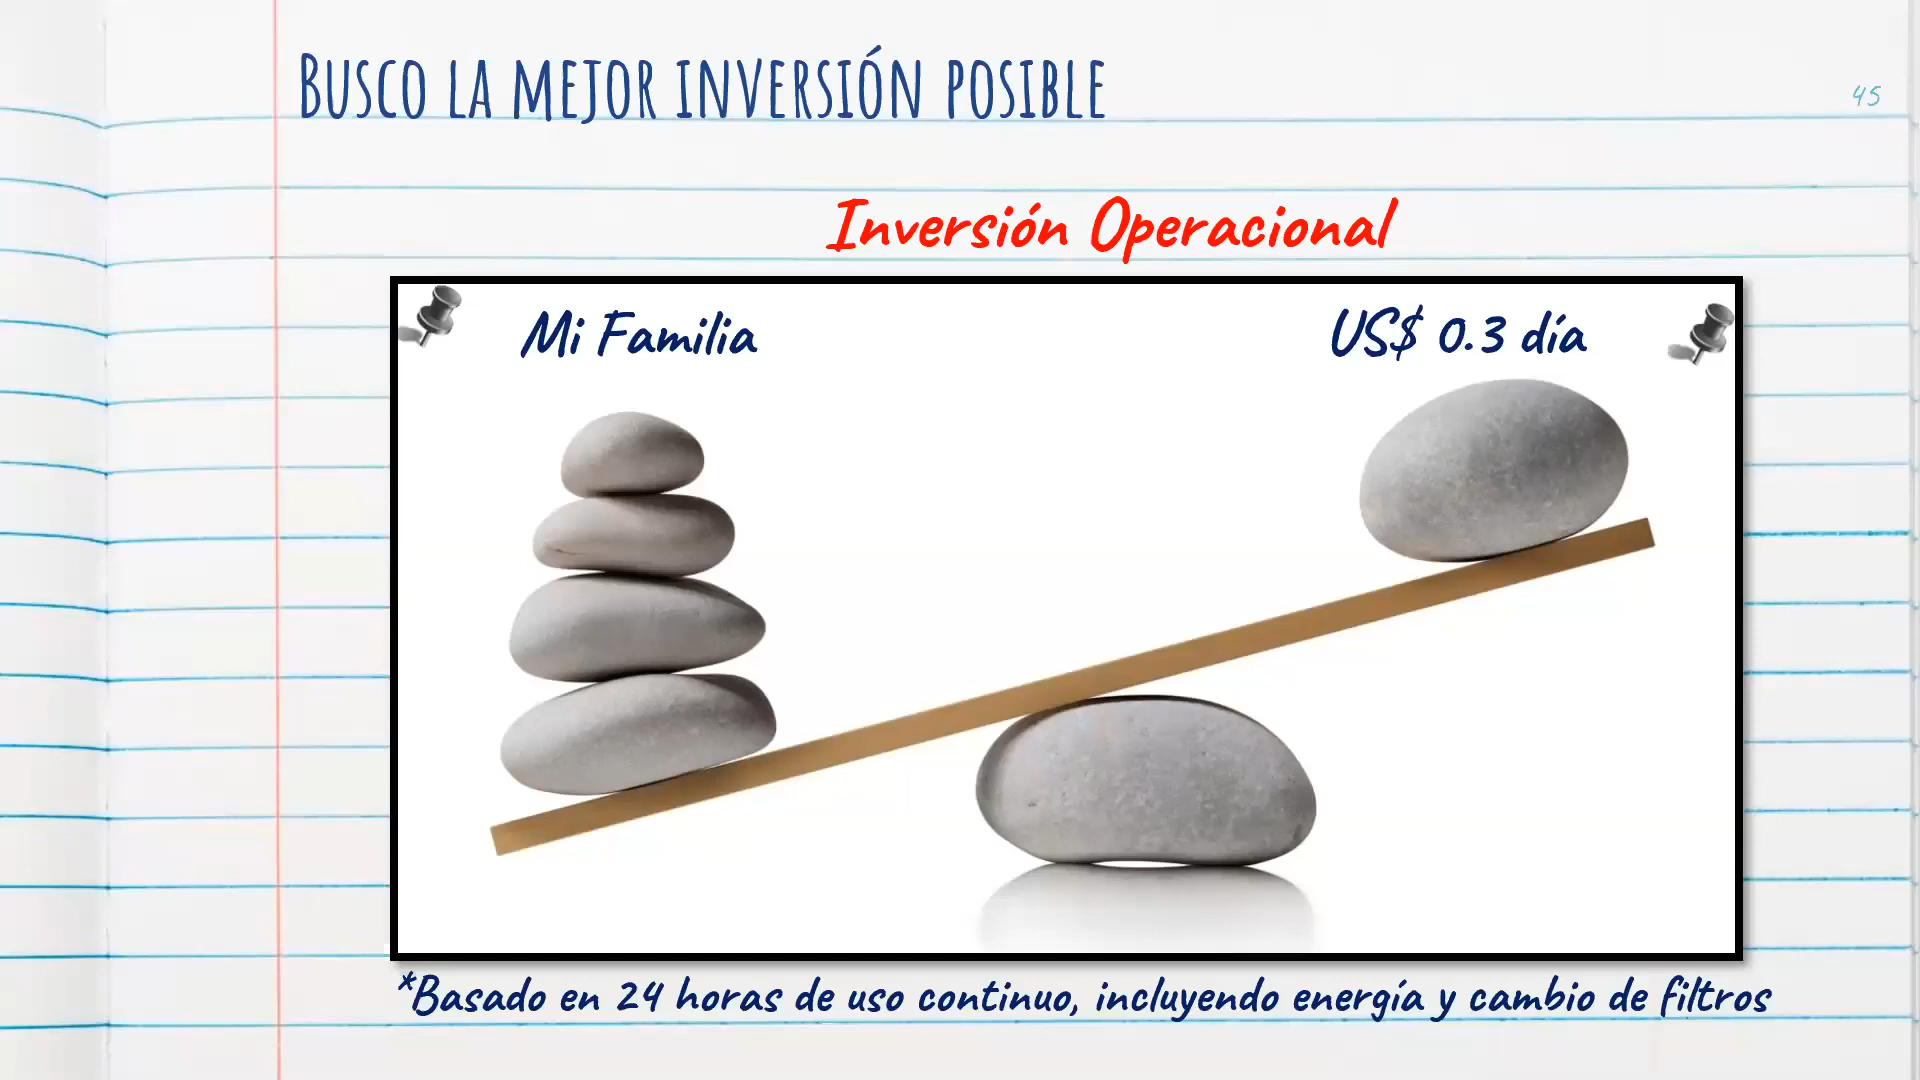 Busco la mejor inversión posible
45
Inversión Operacional
Mi Familia
US$ 0.3 día
*Basado en 24 horas de uso continuo, incluyendo energía y cambio de filtros